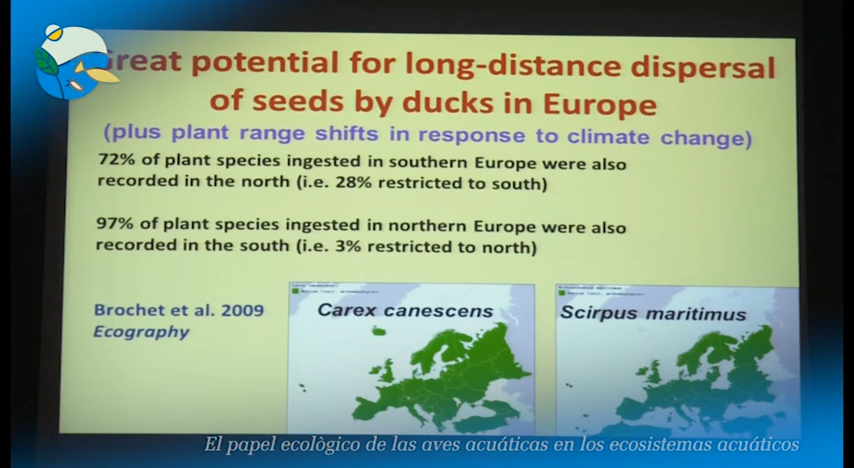 Great potential for long-distance dispersal
of seeds by ducks in Europe
(plus plant range shifts in response to climate change)
72% of plant species ingested in southern Europe were also
recorded in the north (i.e. 28% restricted to south)
97% of plant species ingested in northern Europe were also
recorded in the south (i.e. 3% restricted to north)
Brochet et al. 2009
Ecography
Carex canescens
Scirpus maritimus
El papel ecològico de las aves acuáticas en los ecosistemas acuáticos